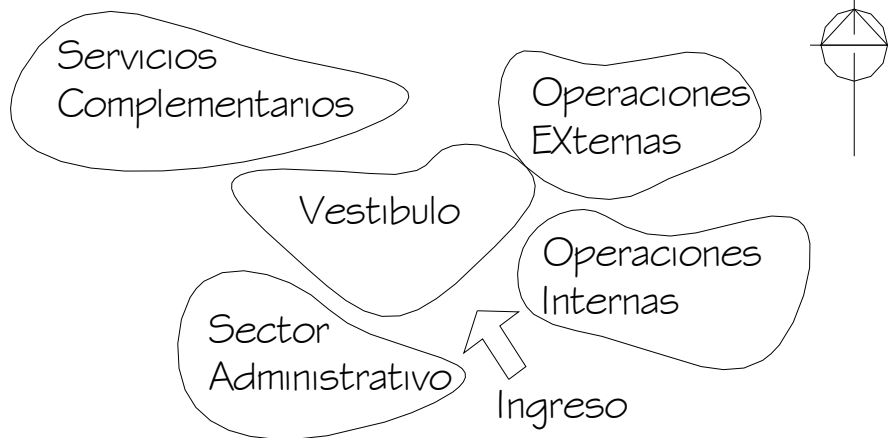 Servicios
Complementarios
Operaciones
EXternas
Vestibulo
Operaciones
Internas
Sector
Administrativo
Ingreso